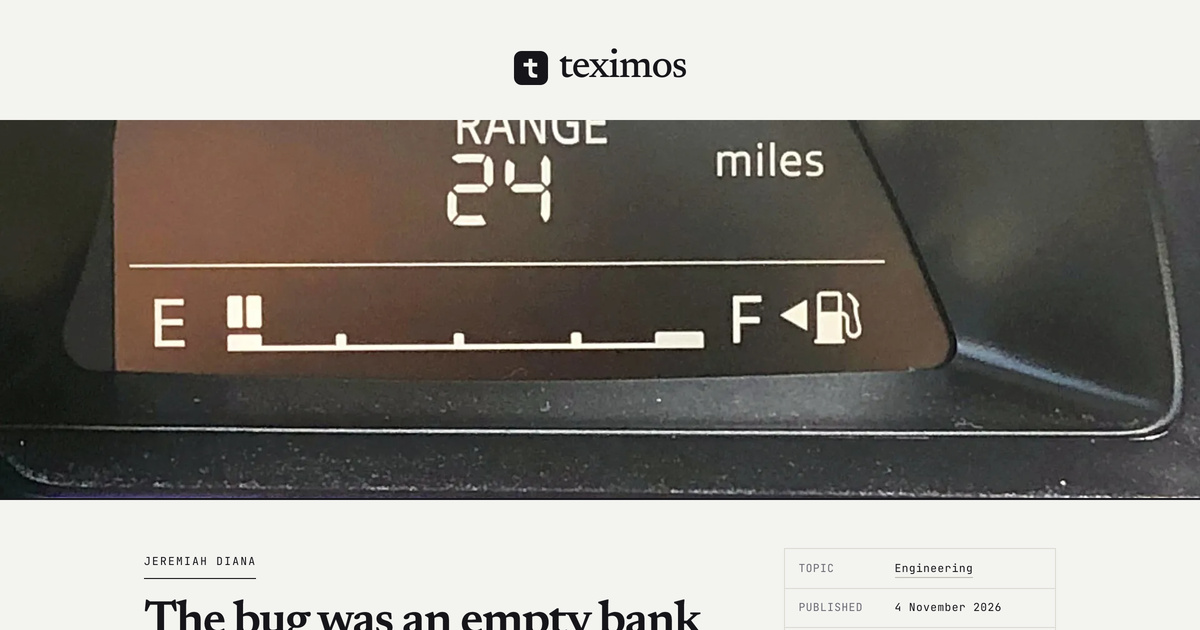 t teximos
RANGE
24 miles
E F
JEREMIAH DIANA
The bug was an empty bank
TOPIC Engineering
PUBLISHED 4 November 2026